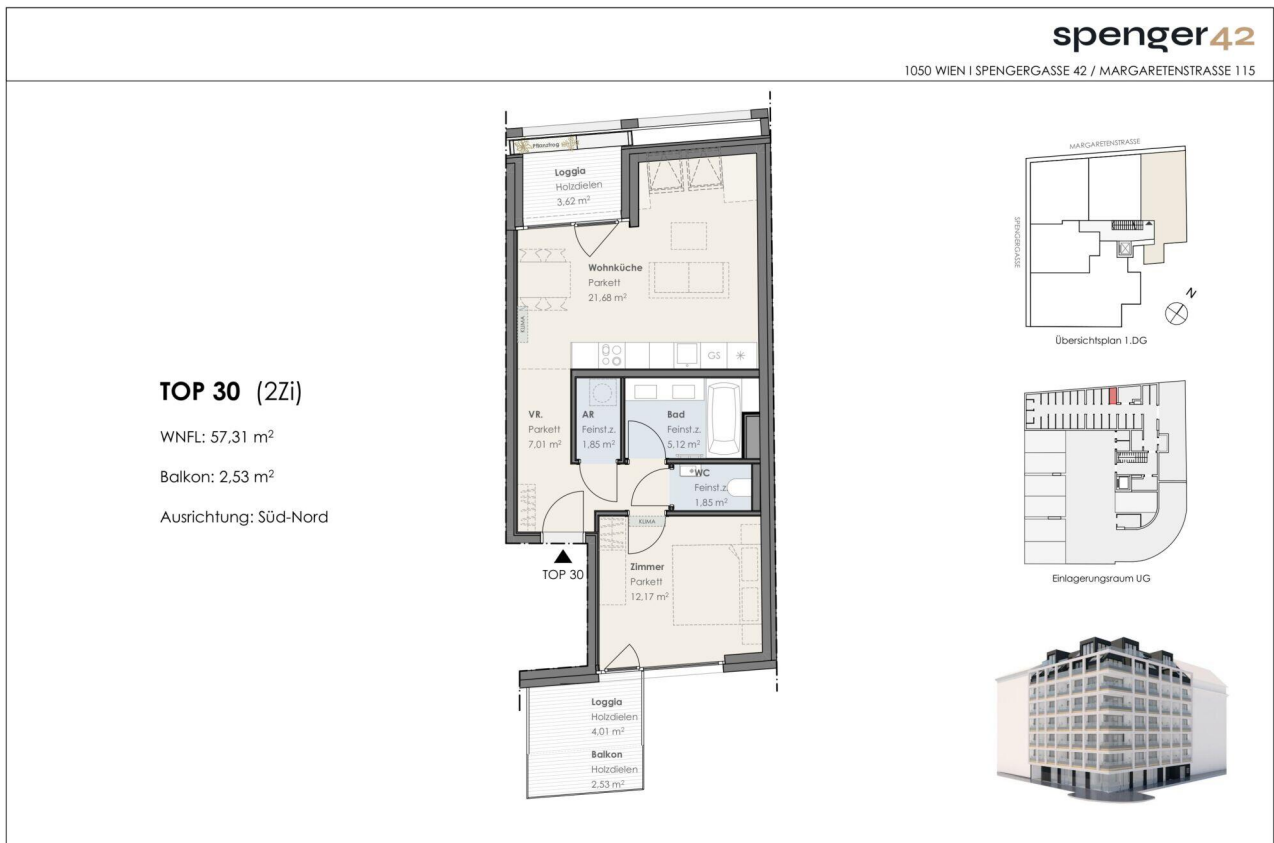 spenger42
1050 WIEN I SPENGERGASSE 42 / MARGARETENSTRASSE 115
TOP 30 (2Zi)
WNFL: 57,31 m²
Balkon: 2,53 m²
Ausrichtung: Süd-Nord
Pflanztrog
Loggia
Holzdielen
3,62 m²
Wohnküche
Parkett
21,68 m²
KLIMA
GS
VR.
Parkett
7,01 m²
AR
Feinst.z.
1,85 m²
Bad
Feinst.z.
5,12 m²
WC
Feinst.z.
1,85 m²
KLIMA
TOP 30
Zimmer
Parkett
12,17 m²
Loggia
Holzdielen
4,01 m²
Balkon
Holzdielen
2,53 m²
MARGARETENSTRASSE
SPENGERGASSE
N
Übersichtsplan 1.DG
Einlagerungsraum UG